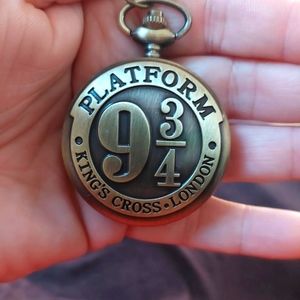 PLATFORM
9 3/4
KING'S CROSS • LONDON